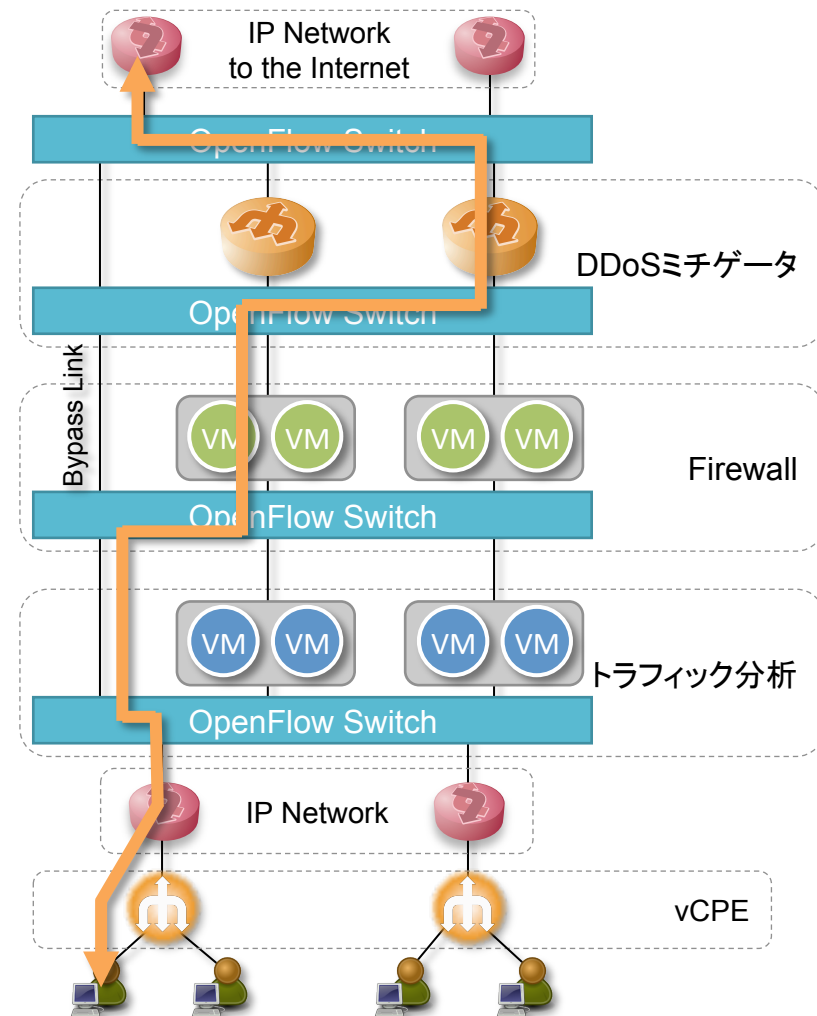 IP Network
to the Internet
OpenFlow Switch
DDoSミチゲータ
OpenFlow Switch
Bypass Link
VM
VM
VM
VM
Firewall
OpenFlow Switch
VM
VM
VM
VM
トラフィック分析
OpenFlow Switch
IP Network
vCPE